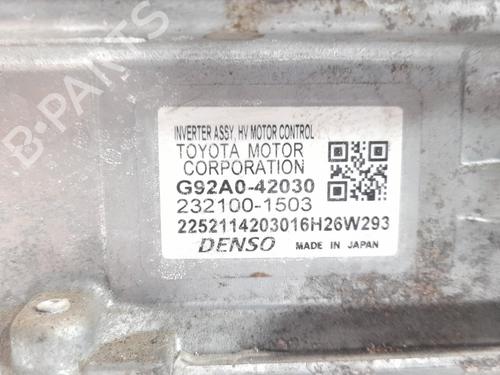 B-PARTS
INVERTER ASSY, HV MOTOR CONTROL
TOYOTA MOTOR
CORPORATION
G92A0-42030
232100-1503
2252114203016H26W293
DENSO MADE IN JAPAN